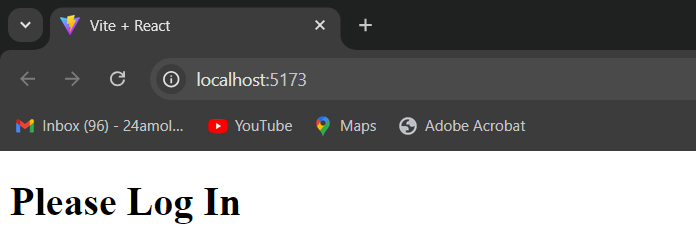 Vite + React
localhost:5173
Inbox (96) - 24amol... YouTube Maps Adobe Acrobat
Please Log In